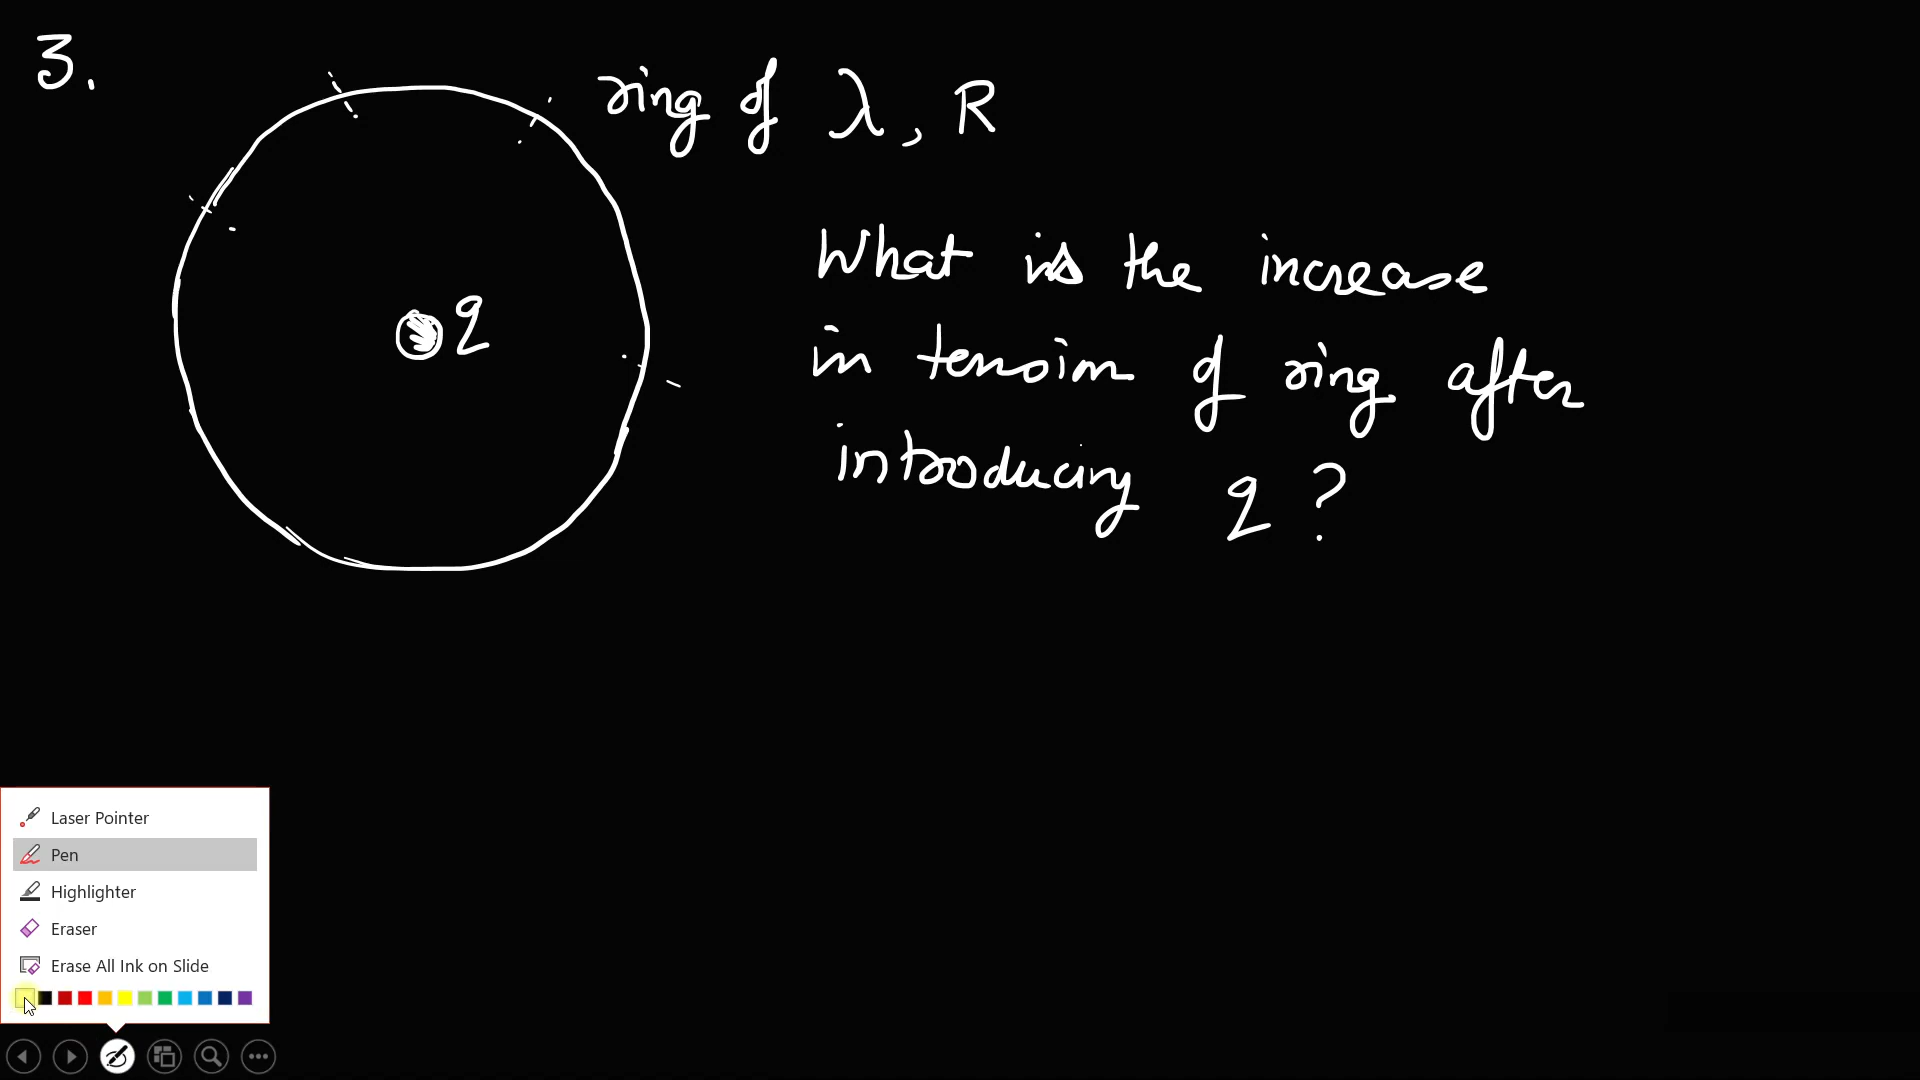 3.
ring of λ, R
What is the increase
q
in tension of ring after
introducing q ?
Laser Pointer
Pen
Highlighter
Eraser
Erase All Ink on Slide